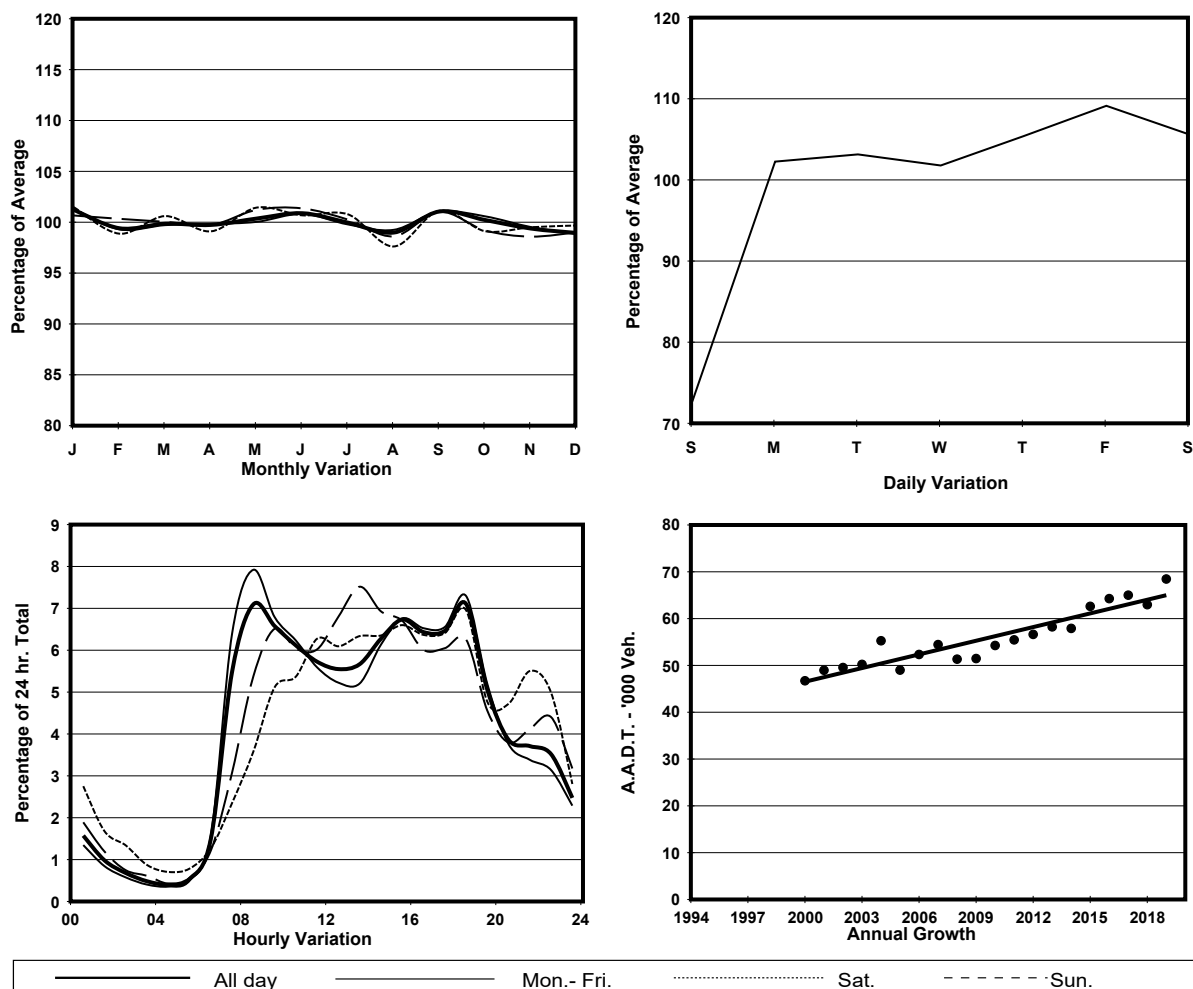 120
115
110
105
100
95
90
85
80
Percentage of Average
J F M A M J J A S O N D
Monthly Variation
120
110
100
90
80
70
Percentage of Average
S M T W T F S
Daily Variation
9
8
7
6
5
4
3
2
1
0
Percentage of 24 hr. Total
00 04 08 12 16 20 24
Hourly Variation
80
70
60
50
40
30
20
10
0
A.A.D.T. - '000 Veh.
1994 1997 2000 2003 2006 2009 2012 2015 2018
Annual Growth
All day Mon.- Fri. Sat. Sun.